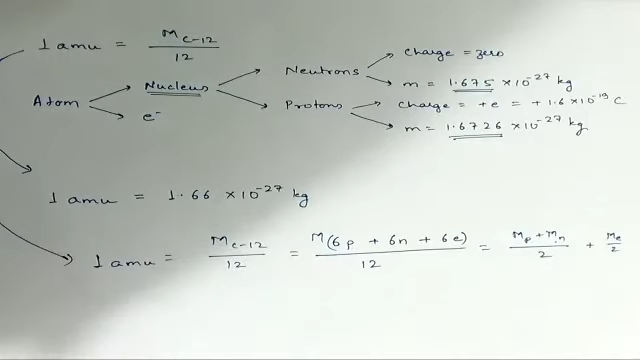 1 amu = M C-12 / 12
Neutrons
Charge = zero
m = 1.675 × 10⁻²⁷ kg
Atom
Nucleus
e⁻
Protons
Charge = +e = +1.6 × 10⁻¹⁹ C
m = 1.6726 × 10⁻²⁷ kg
1 amu = 1.66 × 10⁻²⁷ kg
1 amu = M C-12 / 12 = M(6p + 6n + 6e) / 12 = Mp + Mn / 2 + Me / 2